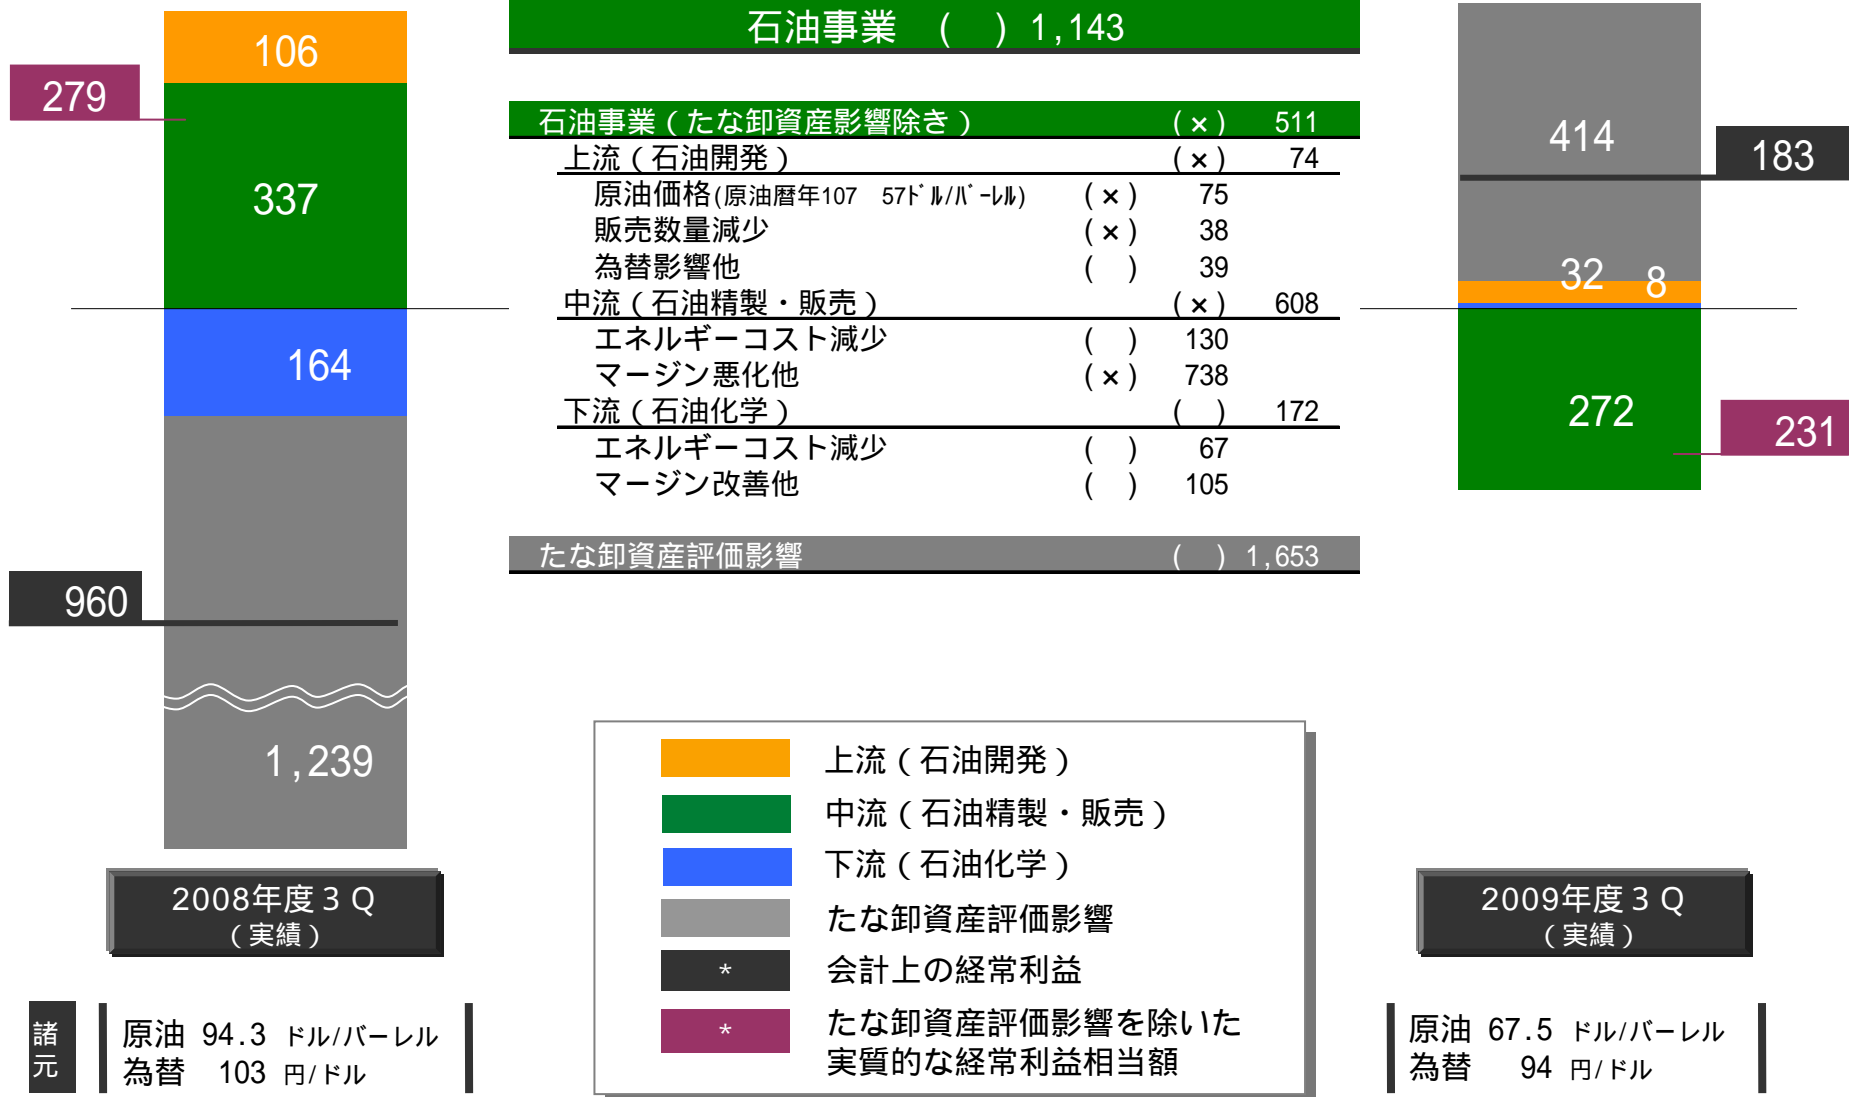 石油事業 ( ) 1,143
106
279
337
164
960
1,239
2008年度３Ｑ
（実績）
諸元
原油 94.3 ドル/バーレル
為替 103 円/ドル
石油事業（たな卸資産影響除き） (×) 511
上流（石油開発） (×) 74
原油価格(原油暦年107 57ﾄﾞﾙ/ﾊﾞｰﾚﾙ) (×) 75
販売数量減少 (×) 38
為替影響他 ( ) 39
中流（石油精製・販売） (×) 608
エネルギーコスト減少 ( ) 130
マージン悪化他 (×) 738
下流（石油化学） ( ) 172
エネルギーコスト減少 ( ) 67
マージン改善他 ( ) 105
たな卸資産評価影響 ( ) 1,653
上流（石油開発）
中流（石油精製・販売）
下流（石油化学）
たな卸資産評価影響
* 会計上の経常利益
* たな卸資産評価影響を除いた
実質的な経常利益相当額
414
183
32 8
272
231
2009年度３Ｑ
（実績）
原油 67.5 ドル/バーレル
為替 94 円/ドル